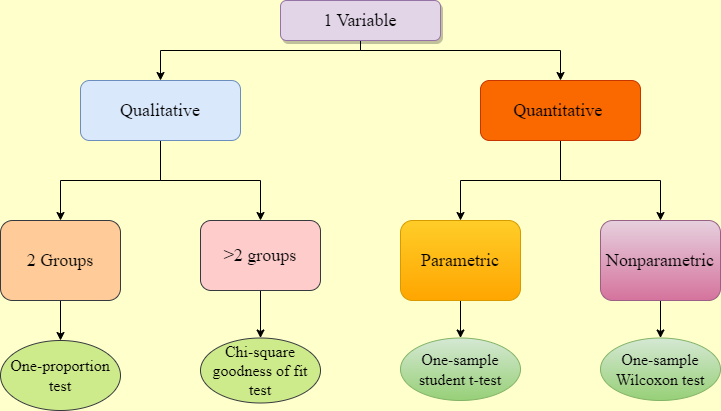 1 Variable
Qualitative
Quantitative
2 Groups
>2 groups
Parametric
Nonparametric
One-proportion
test
Chi-square
goodness of fit
test
One-sample
student t-test
One-sample
Wilcoxon test